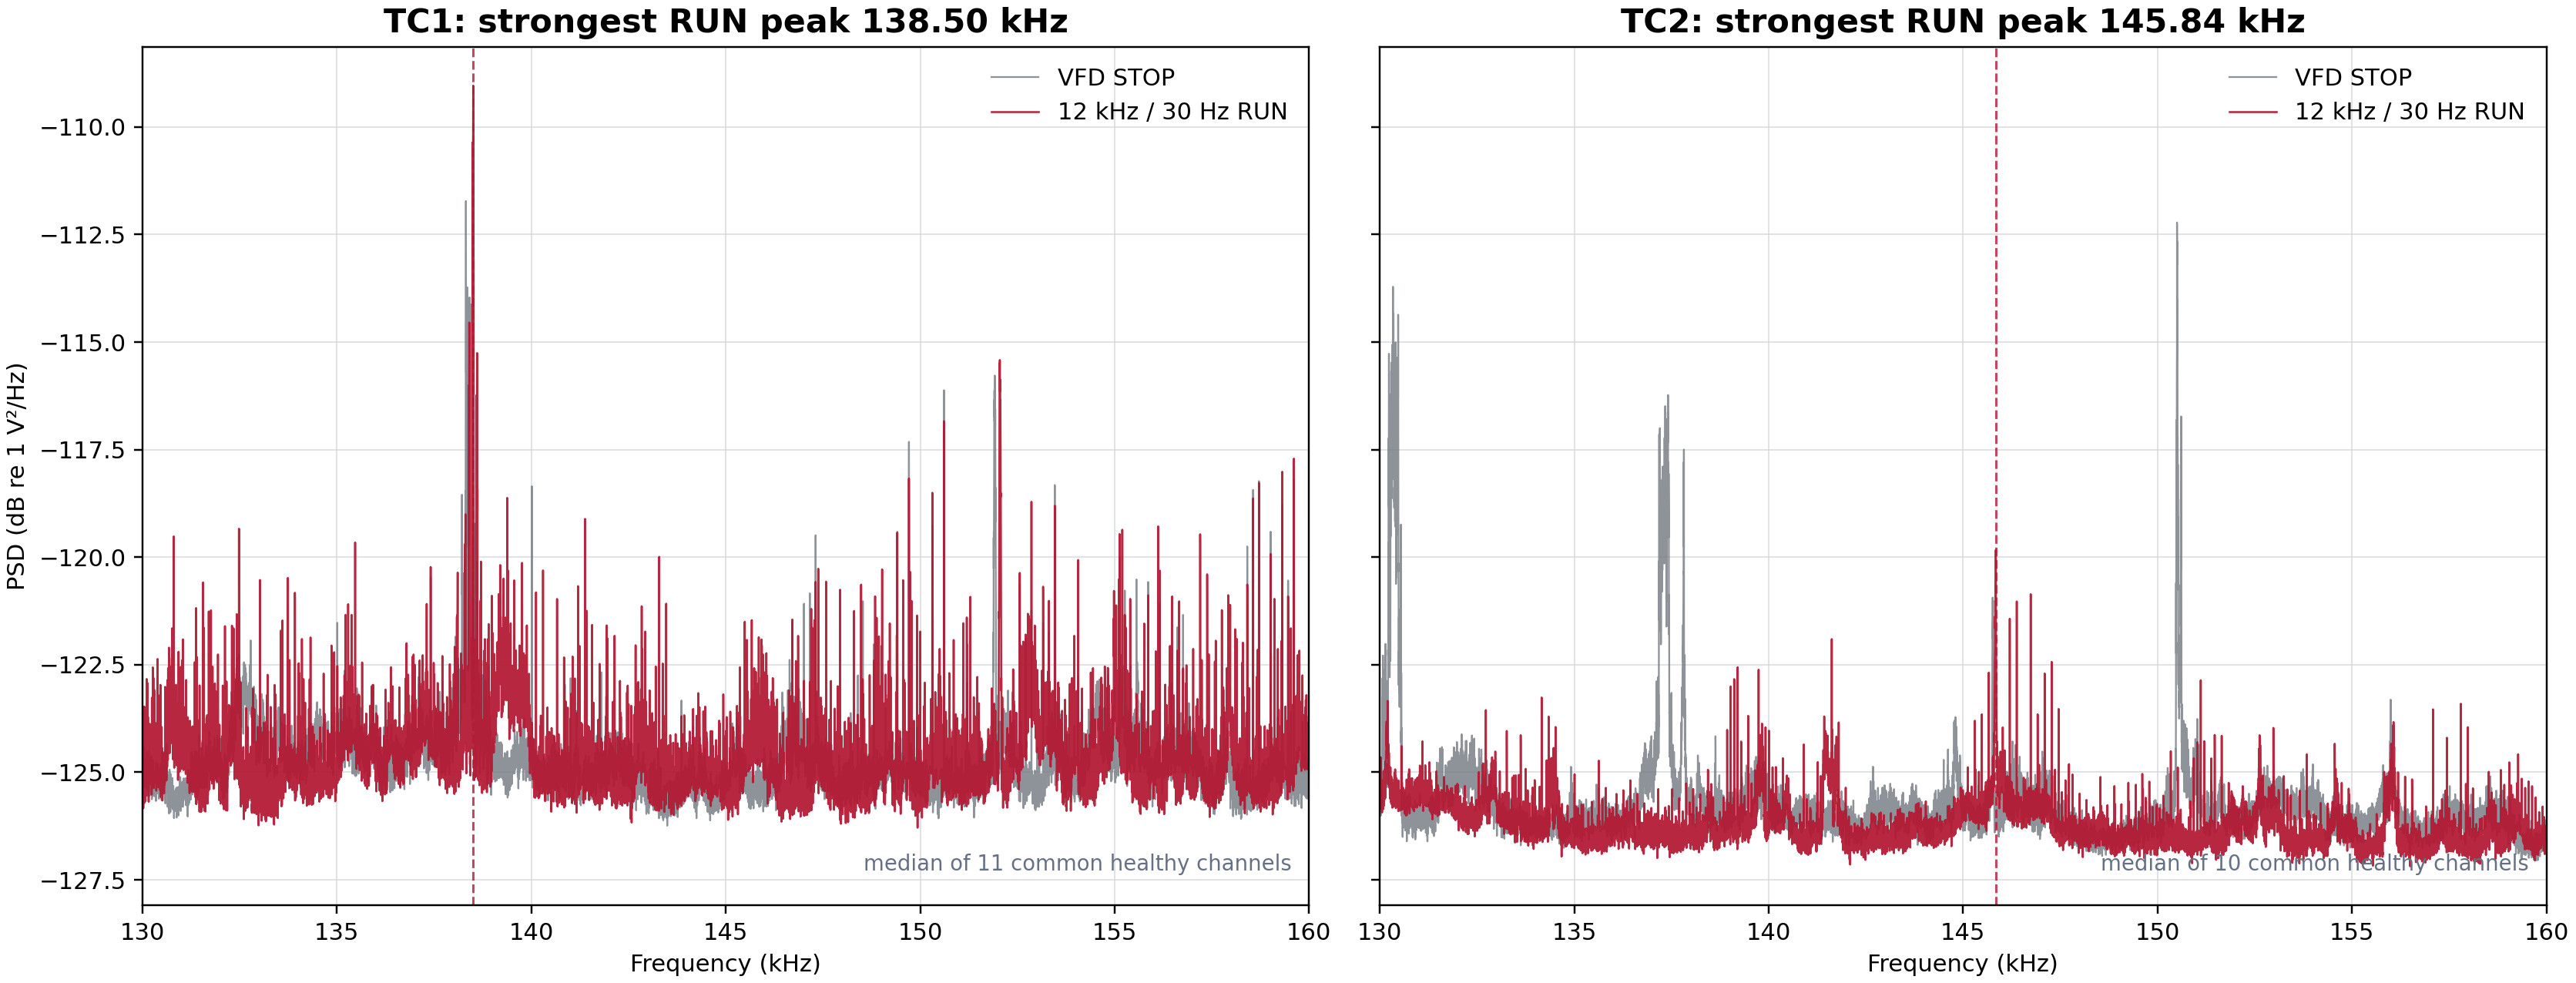 TC1: strongest RUN peak 138.50 kHz
VFD STOP
12 kHz / 30 Hz RUN
PSD (dB re 1 V²/Hz)
−110.0
−112.5
−115.0
−117.5
−120.0
−122.5
−125.0
−127.5
median of 11 common healthy channels
130
135
140
145
150
155
160
Frequency (kHz)
TC2: strongest RUN peak 145.84 kHz
VFD STOP
12 kHz / 30 Hz RUN
median of 10 common healthy channels
130
135
140
145
150
155
160
Frequency (kHz)